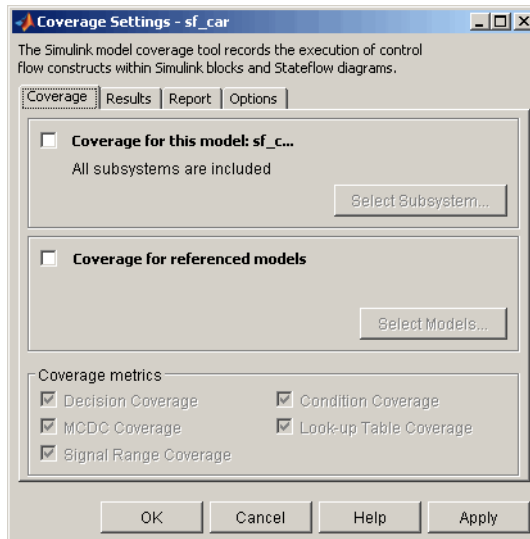 Coverage Settings - sf_car
The Simulink model coverage tool records the execution of control
flow constructs within Simulink blocks and Stateflow diagrams.
Coverage Results Report Options
Coverage for this model: sf_c...
All subsystems are included
Select Subsystem...
Coverage for referenced models
Select Models...
Coverage metrics
Decision Coverage Condition Coverage
MCDC Coverage Look-up Table Coverage
Signal Range Coverage
OK Cancel Help Apply